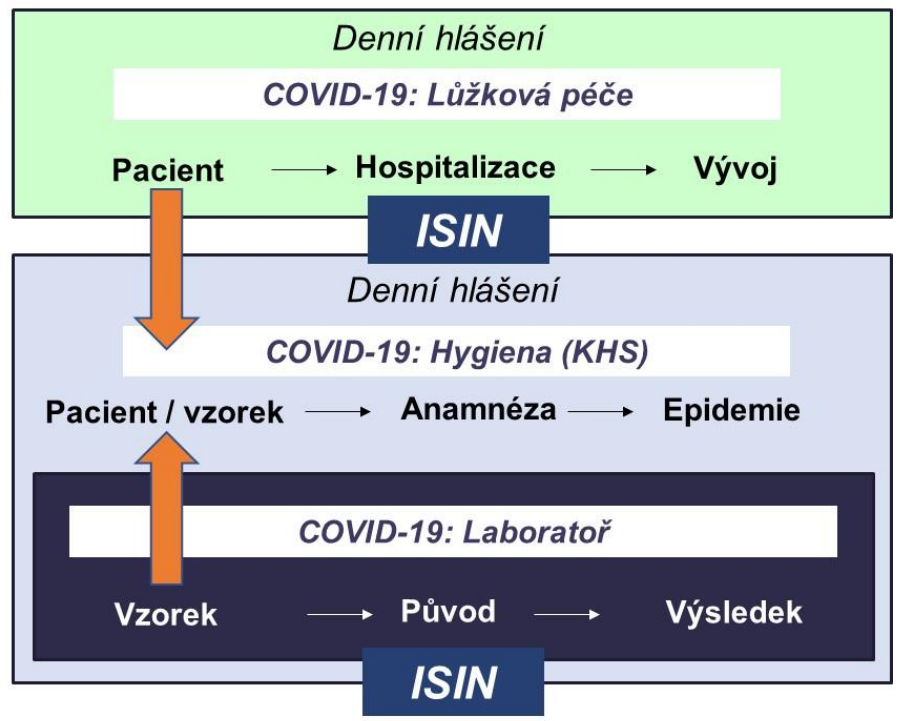 Denní hlášení
COVID-19: Lůžková péče
Pacient Hospitalizace Vývoj
ISIN
Denní hlášení
COVID-19: Hygiena (KHS)
Pacient / vzorek Anamnéza Epidemie
COVID-19: Laboratoř
Vzorek Původ Výsledek
ISIN